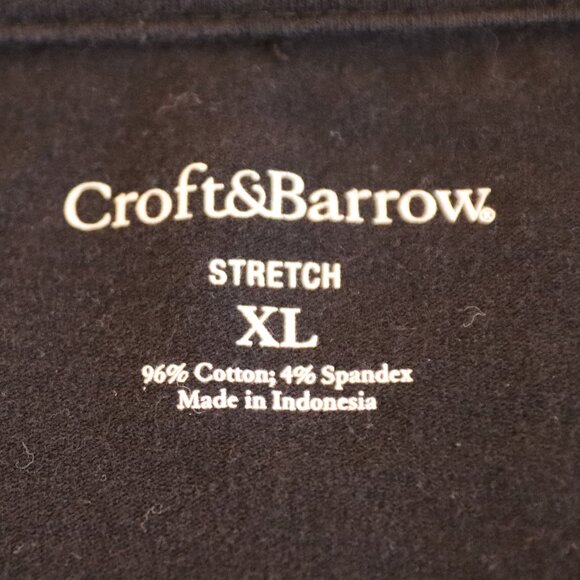 Croft&Barrow®
STRETCH
XL
96% Cotton; 4% Spandex
Made in Indonesia